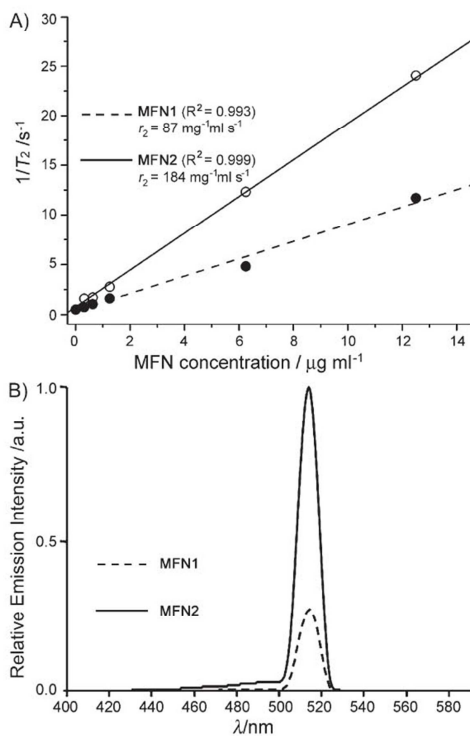 A)
30
25
20
15
10
5
0
1/T2 /s-1
MFN1 (R2 = 0.993)
r2 = 87 mg-1ml s-1
MFN2 (R2 = 0.999)
r2 = 184 mg-1ml s-1
0 2 4 6 8 10 12 14
MFN concentration / µg ml-1
B)
1.0
0.5
0.0
Relative Emission Intensity /a.u.
MFN1
MFN2
400 420 440 460 480 500 520 540 560 580
λ/nm